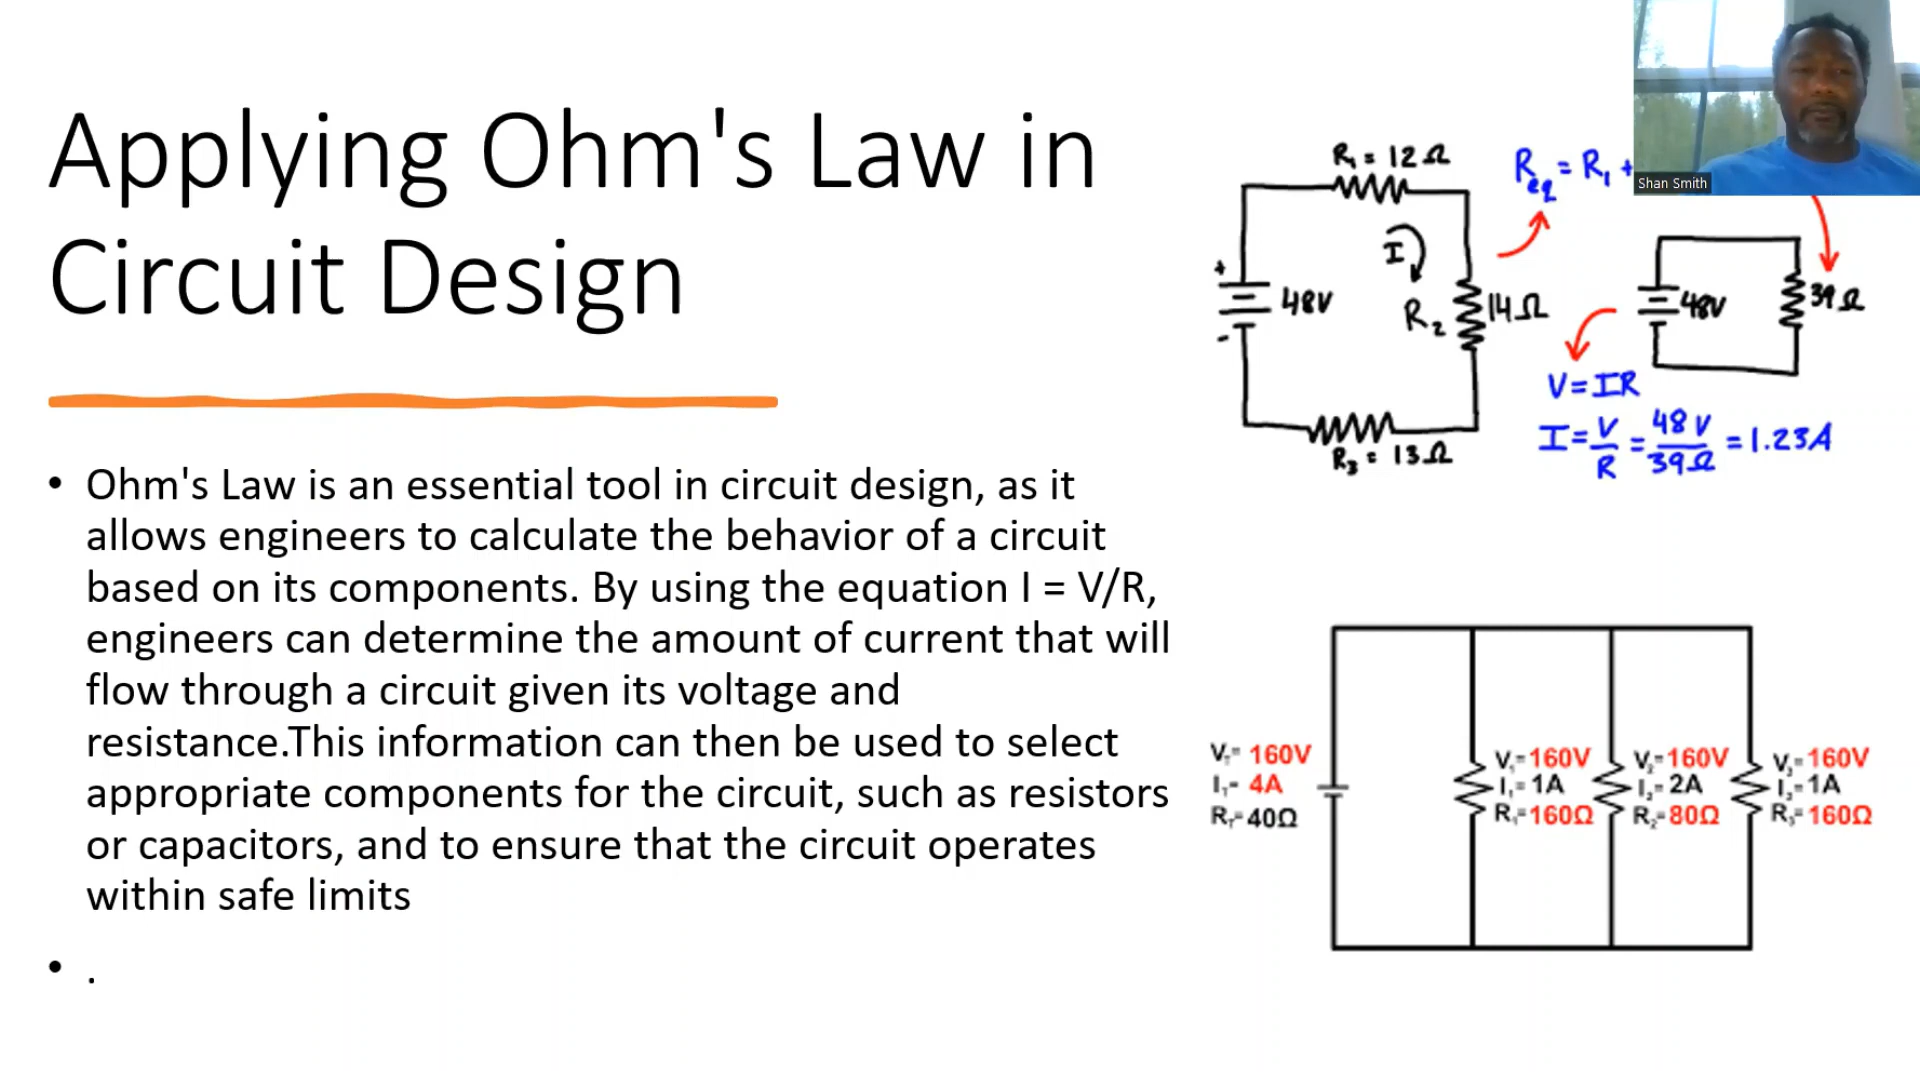 Applying Ohm's Law in
Circuit Design
• Ohm's Law is an essential tool in circuit design, as it
allows engineers to calculate the behavior of a circuit
based on its components. By using the equation I = V/R,
engineers can determine the amount of current that will
flow through a circuit given its voltage and
resistance.This information can then be used to select
appropriate components for the circuit, such as resistors
or capacitors, and to ensure that the circuit operates
within safe limits
• .
R₁ = 12Ω
Req = R₁ +
Shan Smith
I
+
48V
-
R₂
14Ω
R₃ = 13Ω
48V
39Ω
V=IR
I = V/R = 48V/39Ω = 1.23A
V_T= 160V
I_T= 4A
R_T= 40Ω
V₁= 160V
I₁= 1A
R₁= 160Ω
V₂= 160V
I₂= 2A
R₂= 80Ω
V₃= 160V
I₃= 1A
R₃= 160Ω